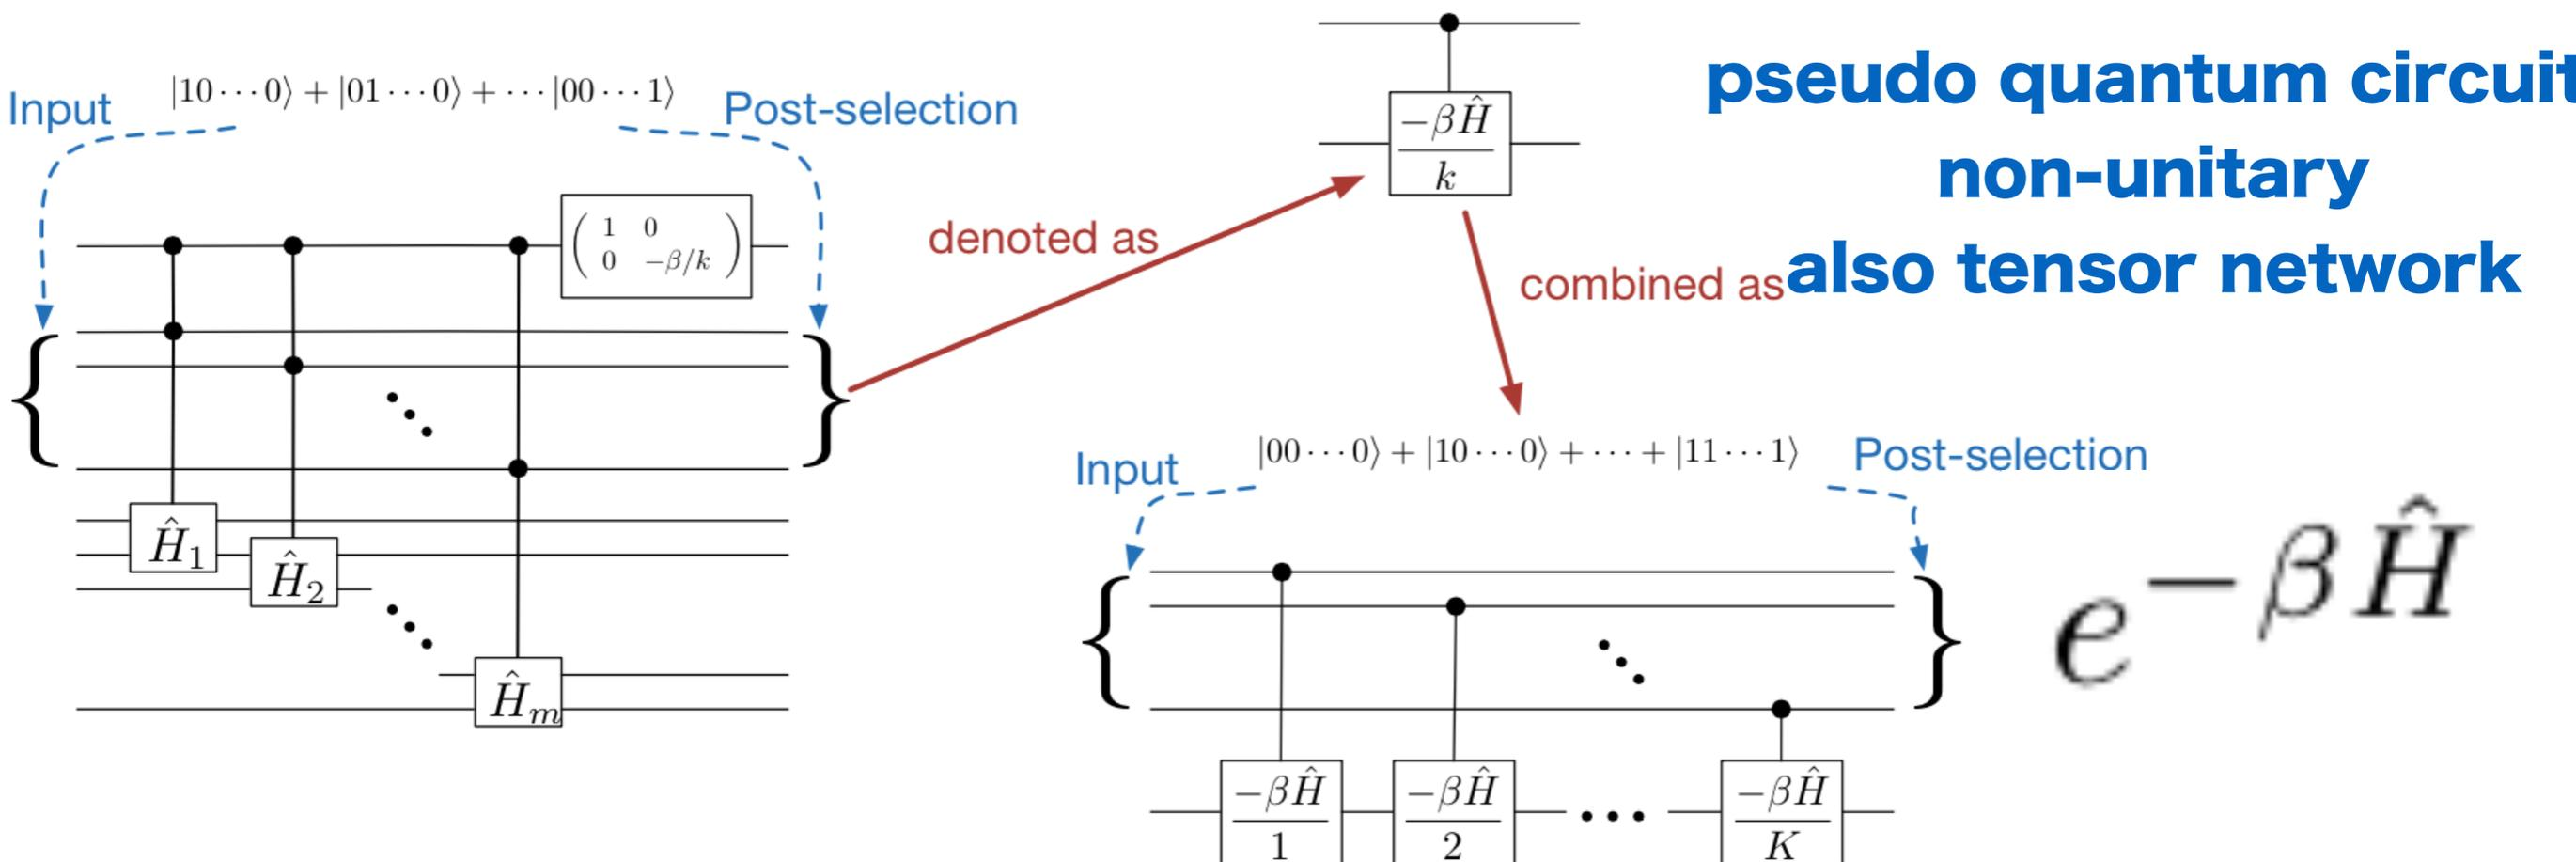 Input
|10⋯0⟩ + |01⋯0⟩ + ⋯|00⋯1⟩
Post-selection
( 1 0
0 −β/k )
Ĥ1
Ĥ2
Ĥm
denoted as
−βĤ
k
pseudo quantum circuit
non-unitary
also tensor network
combined as
Input
|00⋯0⟩ + |10⋯0⟩ + ⋯ + |11⋯1⟩
Post-selection
−βĤ
1
−βĤ
2
⋯
−βĤ
K
e^{−βĤ}